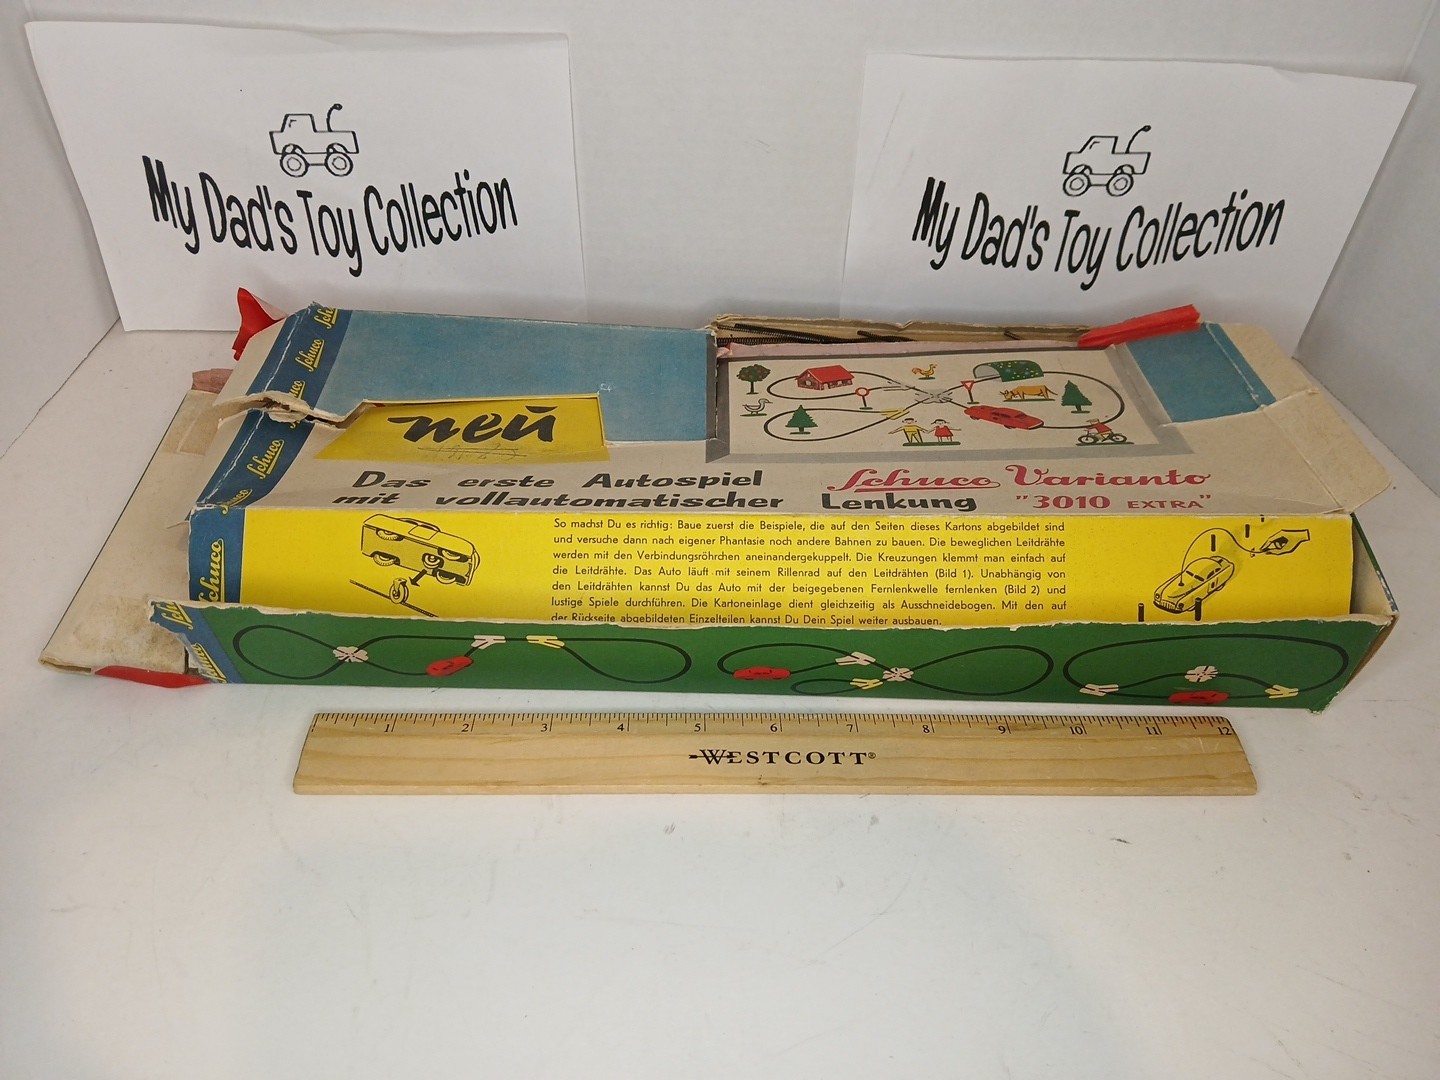 My Dad's Toy Collection
My Dad's Toy Collection
Schuco
Schuco
Schuco
neu
Das erste Autospiel
mit vollautomatischer Lenkung
Schuco Varianto
"3010 EXTRA"
Schuco
So machst Du es richtig: Baue zuerst die Beispiele, die auf den Seiten dieses Kartons abgebildet sind
und versuche dann nach eigener Phantasie noch andere Bahnen zu bauen. Die beweglichen Leitdrähte
werden mit den Verbindungsröhrchen aneinandergekuppelt. Die Kreuzungen klemmt man einfach auf
die Leitdrähte. Das Auto läuft mit seinem Rillenrad auf den Leitdrähten (Bild 1). Unabhängig von
den Leitdrähten kannst Du das Auto mit der beigegebenen Fernlenkwelle fernlenken (Bild 2) und
lustige Spiele durchführen. Die Kartoneinlage dient gleichzeitig als Ausschneidebogen. Mit den auf
der Rückseite abgebildeten Einzelteilen kannst Du Dein Spiel weiter ausbauen.
1 2 3 4 5 6 7 8 9 10 11 12
WESTCOTT®